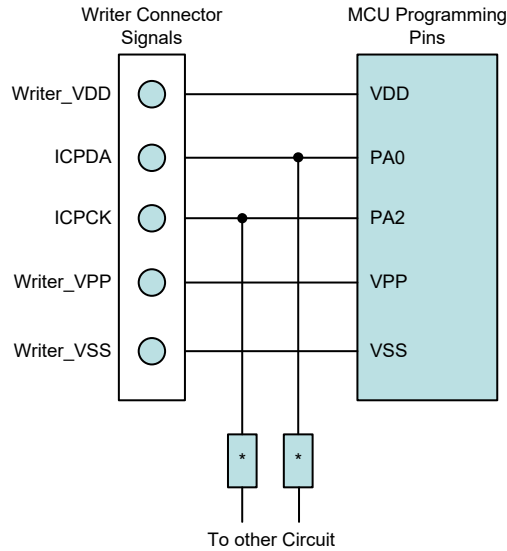 Writer Connector
Signals
MCU Programming
Pins
Writer_VDD
VDD
ICPDA
PA0
ICPCK
PA2
Writer_VPP
VPP
Writer_VSS
VSS
*
*
To other Circuit